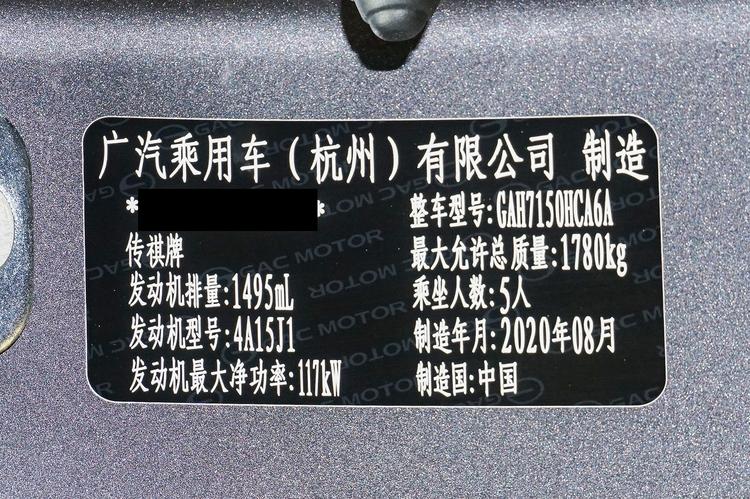 广汽乘用车（杭州）有限公司 制造
* *
整车型号:GAH7150HCA6A
传祺牌
最大允许总质量:1780kg
发动机排量:1495mL
乘坐人数:5人
发动机型号:4A15J1
制造年月:2020年08月
发动机最大净功率:117kW
制造国:中国
GAC MOTOR